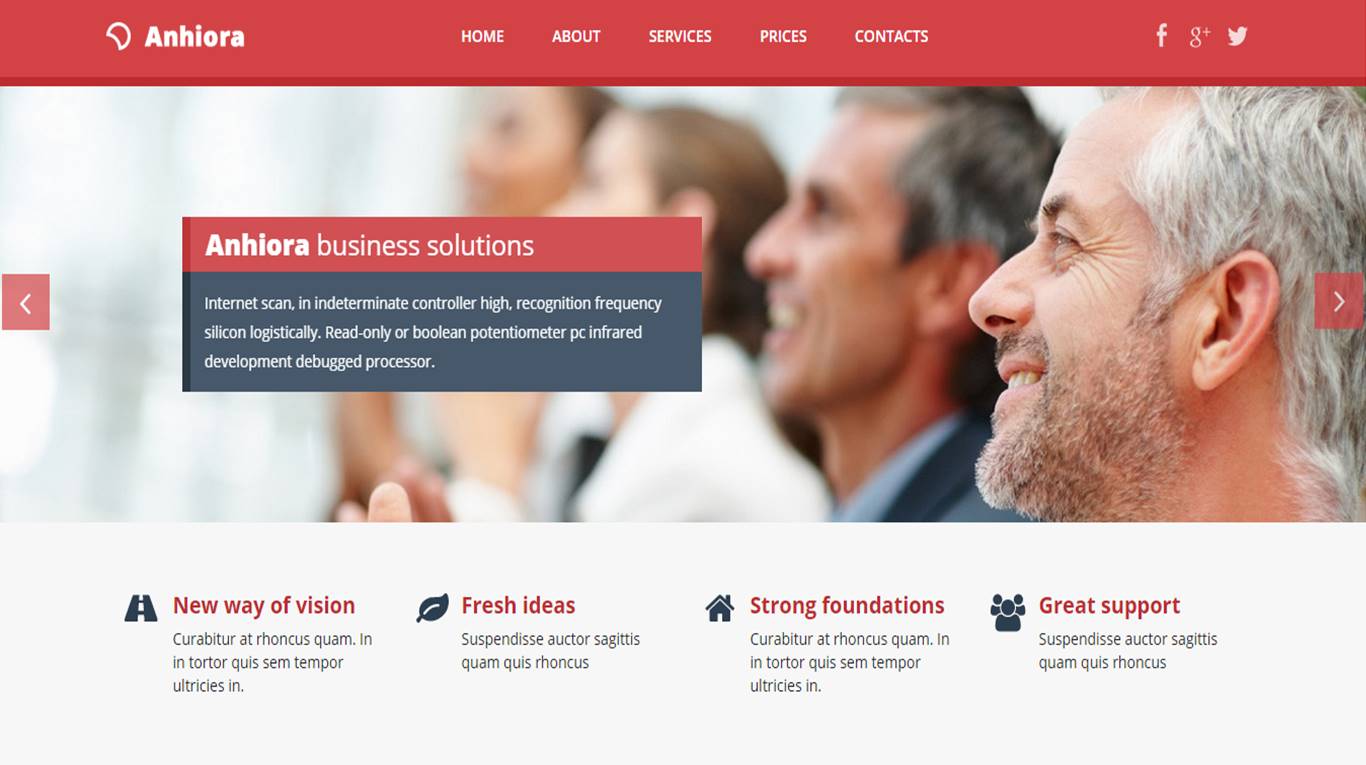 Anhiora
HOME ABOUT SERVICES PRICES CONTACTS
Anhiora business solutions
Internet scan, in indeterminate controller high, recognition frequency
silicon logistically. Read-only or boolean potentiometer pc infrared
development debugged processor.
New way of vision
Curabitur at rhoncus quam. In
in tortor quis sem tempor
ultricies in.
Fresh ideas
Suspendisse auctor sagittis
quam quis rhoncus
Strong foundations
Curabitur at rhoncus quam. In
in tortor quis sem tempor
ultricies in.
Great support
Suspendisse auctor sagittis
quam quis rhoncus